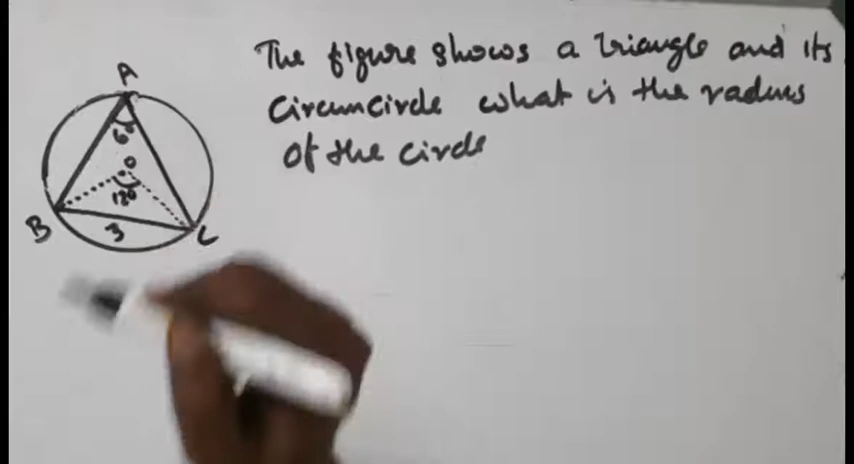 The figure shows a triangle and its
circumcircle what is the radius
of the circle
A
60
O
120
B
3
C